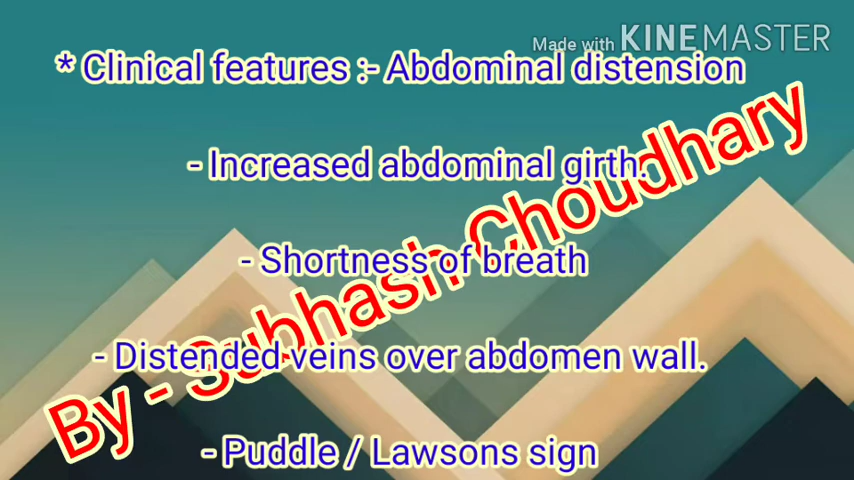 Made with KINEMASTER
* Clinical features :- Abdominal distension
- Increased abdominal girth.
- Shortness of breath
- Distended veins over abdomen wall.
- Puddle / Lawsons sign
By - Subhash Choudhary